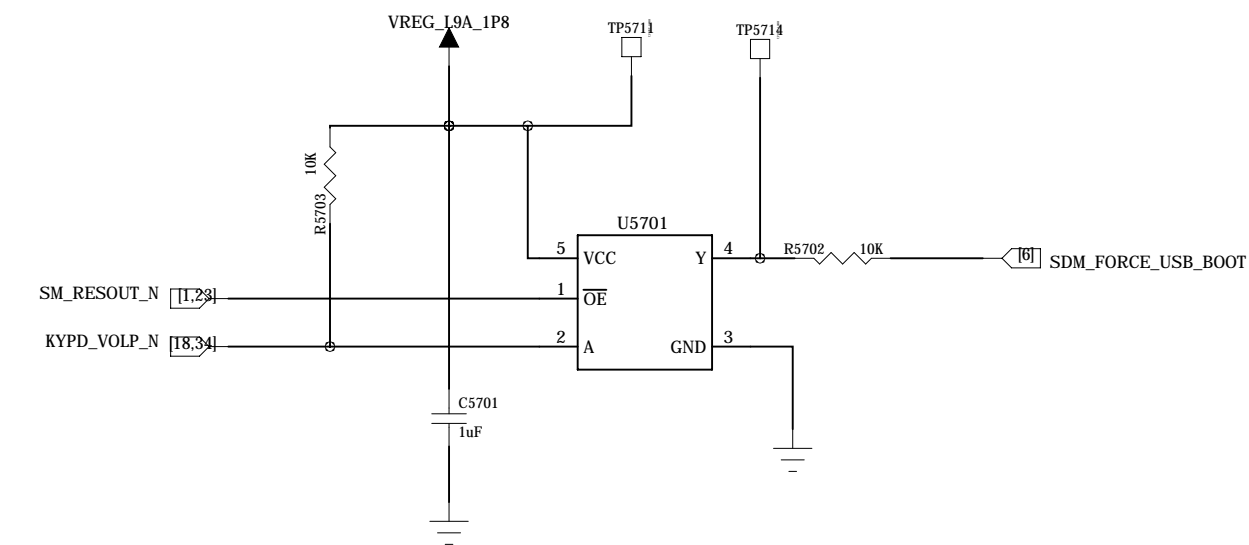 VREG_L9A_1P8
TP5711
TP5714
10K
R5703
U5701
5
VCC
Y
4
R5702
10K
[6]
SDM_FORCE_USB_BOOT
SM_RESOUT_N
[1,23]
1
OE
KYPD_VOLP_N
[18,34]
2
A
GND
3
C5701
1uF